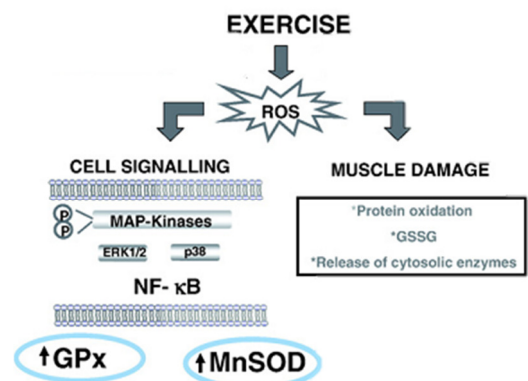 EXERCISE
ROS
CELL SIGNALLING
P
P
MAP-Kinases
ERK1/2 p38
NF- κB
↑GPx ↑MnSOD
MUSCLE DAMAGE
*Protein oxidation
*GSSG
*Release of cytosolic enzymes